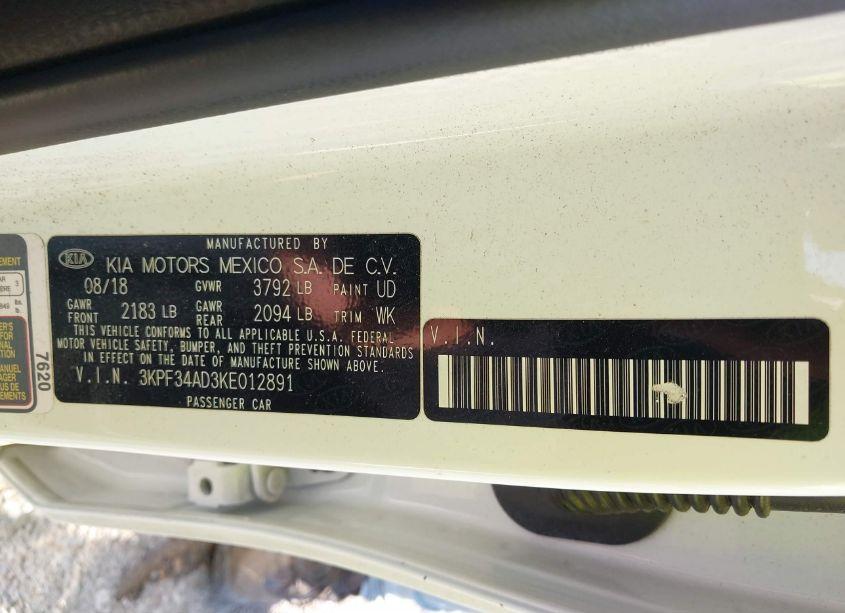 MANUFACTURED BY
KIA KIA MOTORS MEXICO S.A. DE C.V.
08/18 GVWR 3792 LB PAINT UD
GAWR FRONT 2183 LB GAWR REAR 2094 LB TRIM WK
THIS VEHICLE CONFORMS TO ALL APPLICABLE U.S.A. FEDERAL
MOTOR VEHICLE SAFETY, BUMPER, AND THEFT PREVENTION STANDARDS
IN EFFECT ON THE DATE OF MANUFACTURE SHOWN ABOVE.
V.I.N. 3KPF34AD3KE012891
PASSENGER CAR
V.I.N.
7620